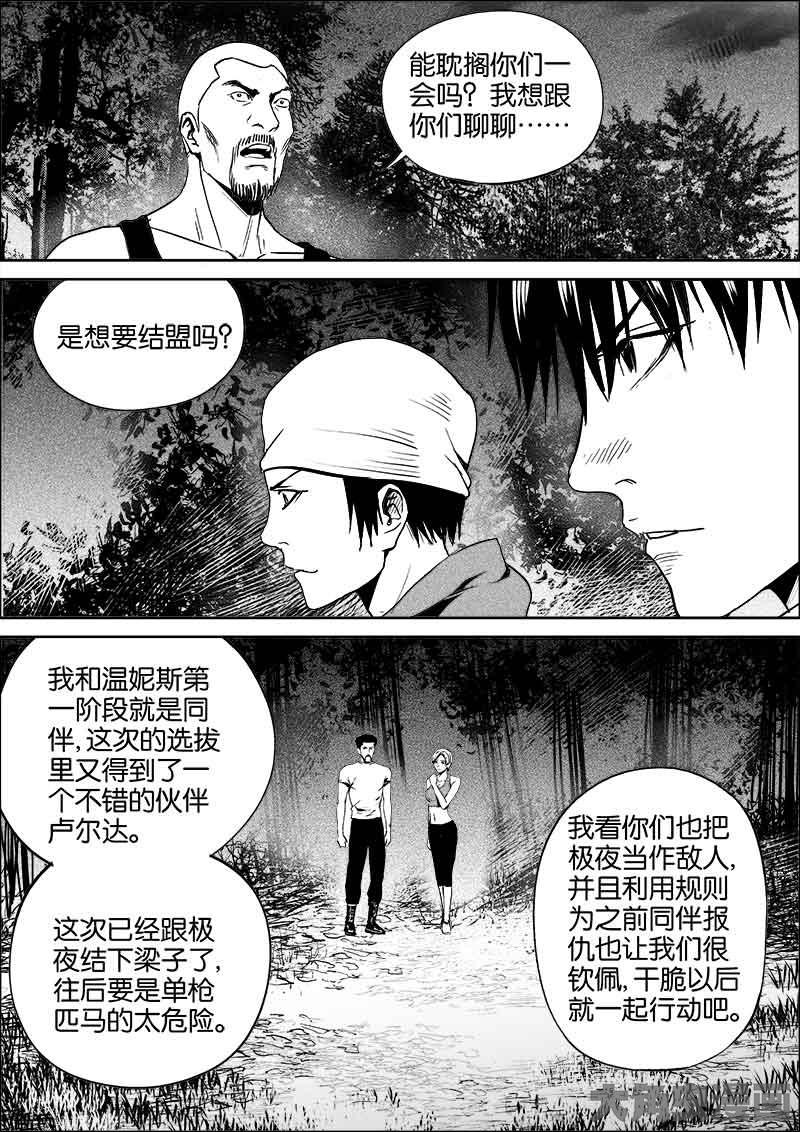 能耽搁你们一
会吗？我想跟
你们聊聊……
是想要结盟吗？
我和温妮斯第
一阶段就是同
伴,这次的选拔
里又得到了一
个不错的伙伴
卢尔达。
这次已经跟极
夜结下梁子了,
往后要是单枪
匹马的太危险。
我看你们也把
极夜当作敌人,
并且利用规则
为之前同伴报
仇也让我们很
钦佩,干脆以后
就一起行动吧。